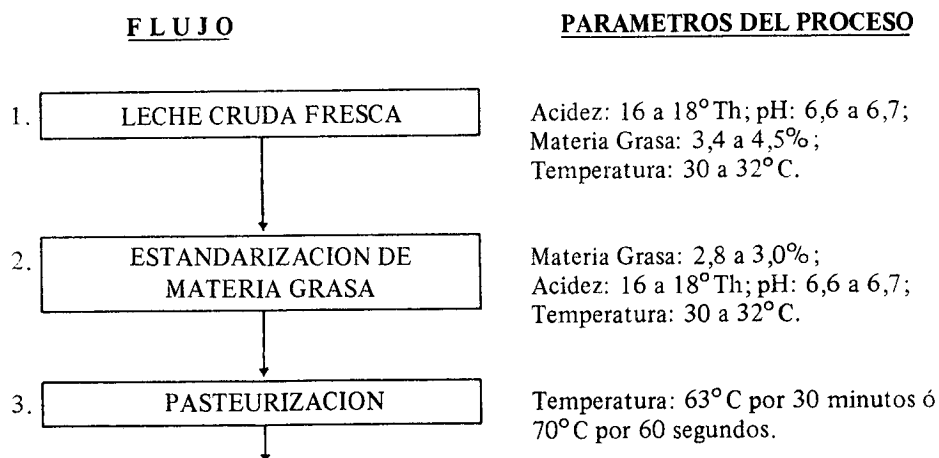 F L U J O
PARAMETROS DEL PROCESO
1. LECHE CRUDA FRESCA
Acidez: 16 a 18° Th; pH: 6,6 a 6,7;
Materia Grasa: 3,4 a 4,5%;
Temperatura: 30 a 32°C.
2. ESTANDARIZACION DE
MATERIA GRASA
Materia Grasa: 2,8 a 3,0%;
Acidez: 16 a 18° Th; pH: 6,6 a 6,7;
Temperatura: 30 a 32°C.
3. PASTEURIZACION
Temperatura: 63°C por 30 minutos ó
70°C por 60 segundos.